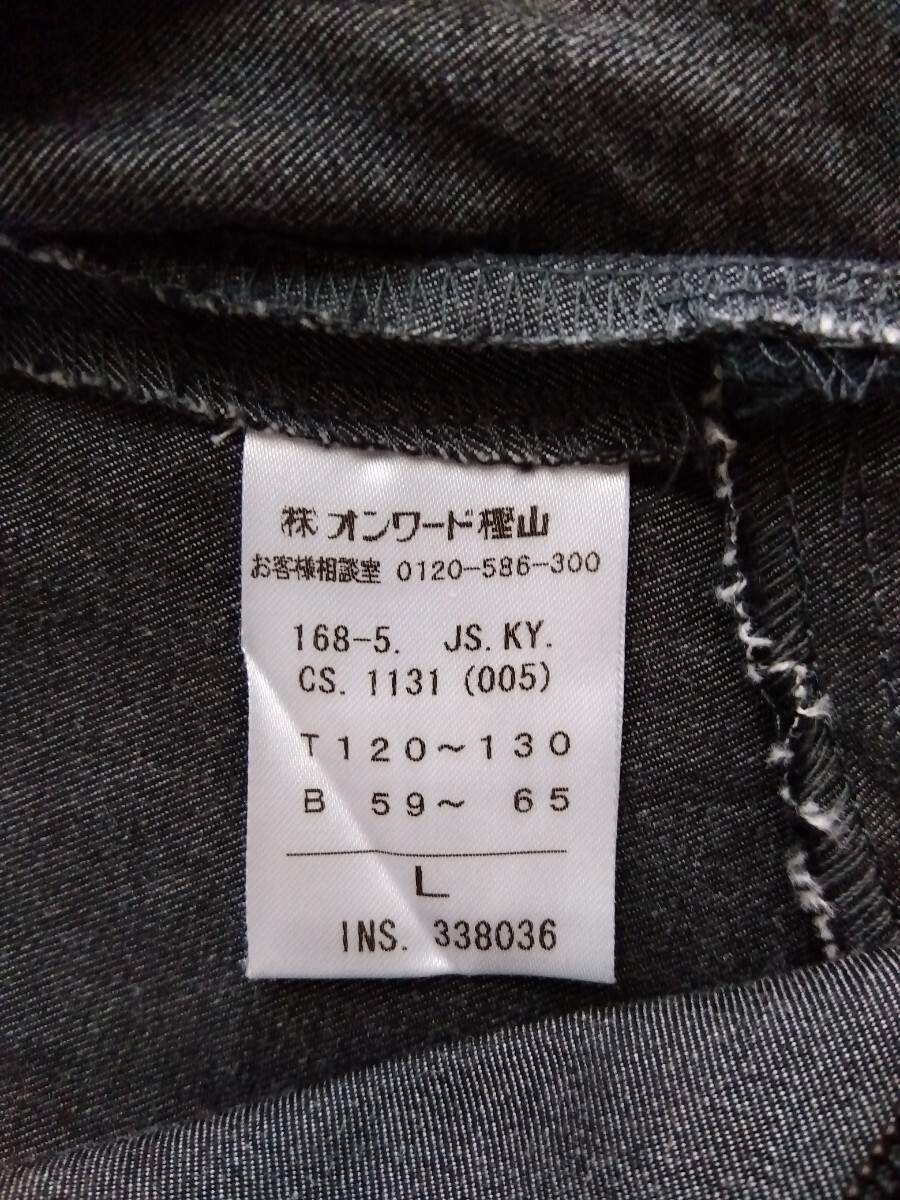 ㈱オンワード樫山
お客様相談室 0120-586-300
168-5. JS.KY.
CS.1131(005)
T120～130
B 59～ 65
L
INS. 338036